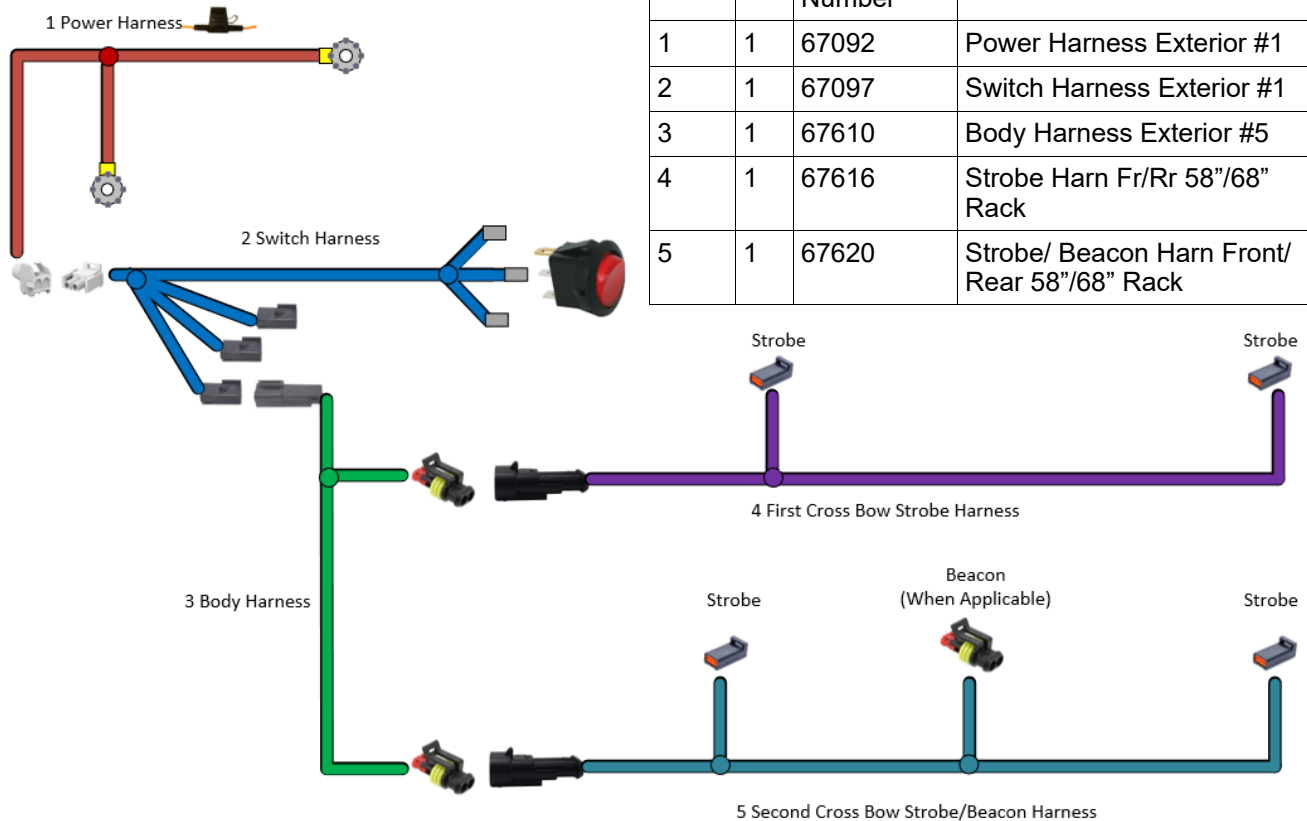 Number
1 Power Harness
1 1 67092 Power Harness Exterior #1
2 1 67097 Switch Harness Exterior #1
3 1 67610 Body Harness Exterior #5
4 1 67616 Strobe Harn Fr/Rr 58”/68”
Rack
5 1 67620 Strobe/ Beacon Harn Front/
Rear 58”/68” Rack
2 Switch Harness
Strobe
Strobe
4 First Cross Bow Strobe Harness
3 Body Harness
Strobe
Beacon
(When Applicable)
Strobe
5 Second Cross Bow Strobe/Beacon Harness